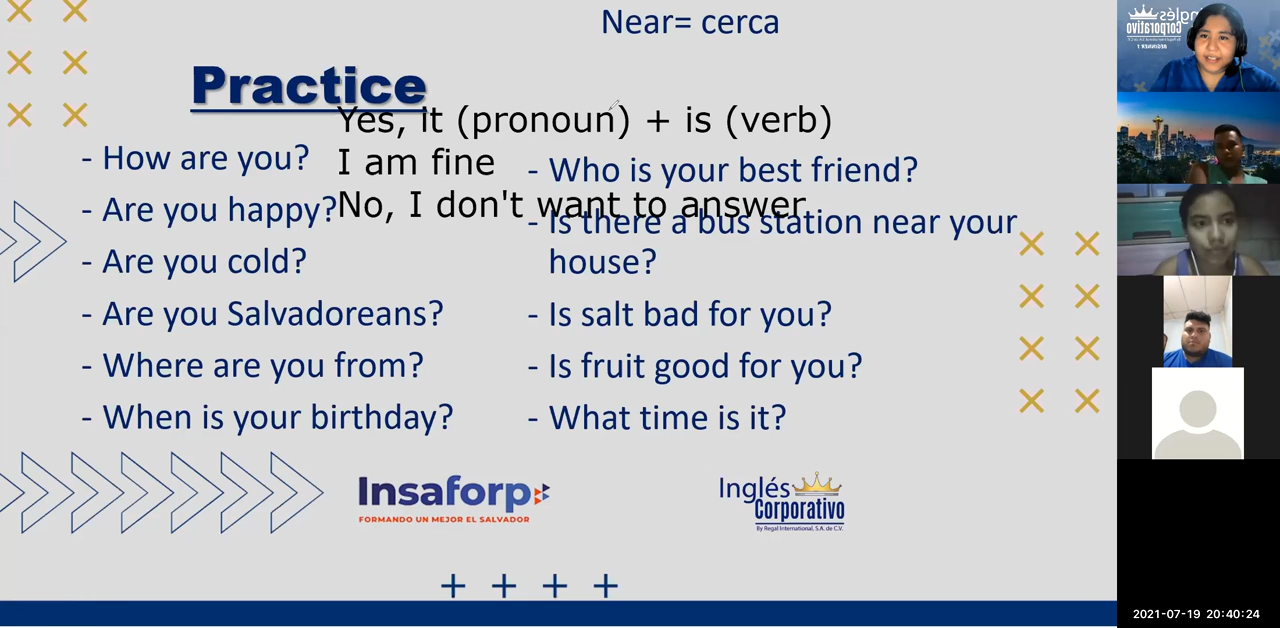 Near= cerca
Practice
Yes, it (pronoun) + is (verb)
I am fine
No, I don't want to answer
- How are you?
- Are you happy?
- Are you cold?
- Are you Salvadoreans?
- Where are you from?
- When is your birthday?
- Who is your best friend?
- Is there a bus station near your
house?
- Is salt bad for you?
- Is fruit good for you?
- What time is it?
Insaforp
FORMANDO UN MEJOR EL SALVADOR
Inglés
Corporativo
By Regal International, S.A. de C.V.
Inglés
Corporativo
BEGINNER 1
2021-07-19 20:40:24